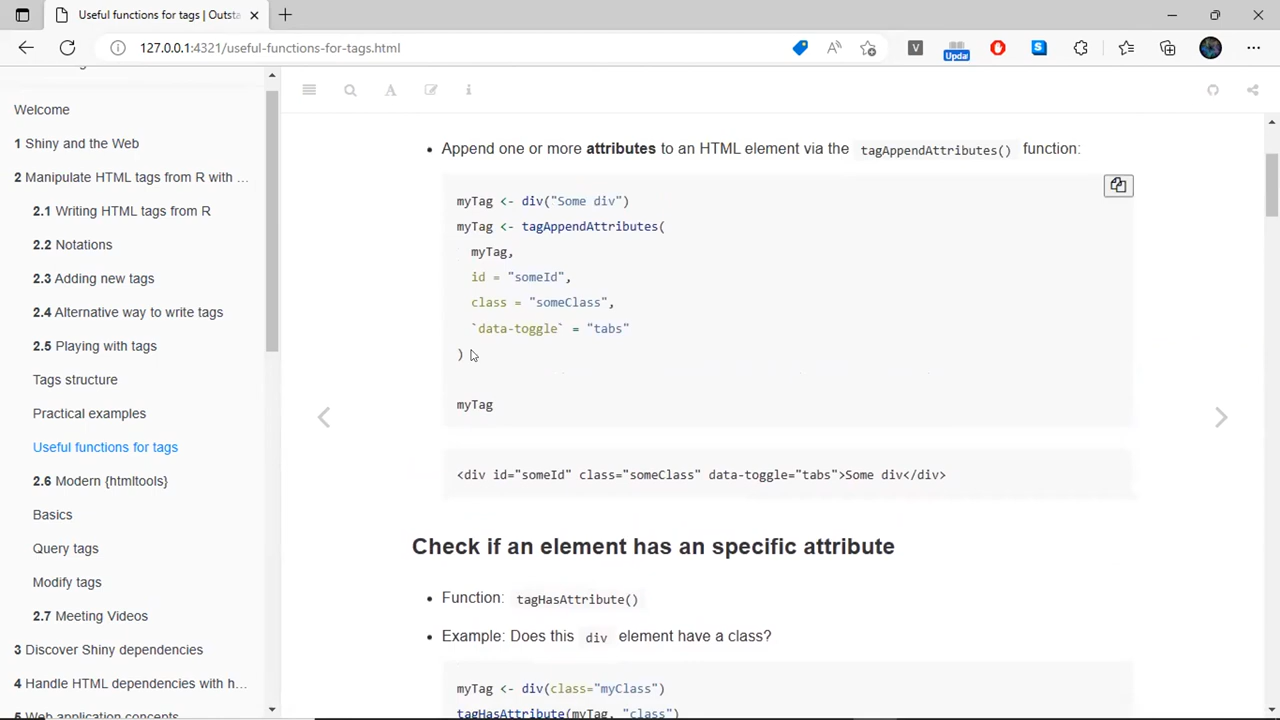 Useful functions for tags | Outsta
127.0.0.1:4321/useful-functions-for-tags.html
V
Updat
S
Welcome
1 Shiny and the Web
2 Manipulate HTML tags from R with ...
2.1 Writing HTML tags from R
2.2 Notations
2.3 Adding new tags
2.4 Alternative way to write tags
2.5 Playing with tags
Tags structure
Practical examples
Useful functions for tags
2.6 Modern {htmltools}
Basics
Query tags
Modify tags
2.7 Meeting Videos
3 Discover Shiny dependencies
4 Handle HTML dependencies with h...
5 Web application concepts
A
i
• Append one or more attributes to an HTML element via the tagAppendAttributes() function:
myTag <- div("Some div")
myTag <- tagAppendAttributes(
myTag,
id = "someId",
class = "someClass",
`data-toggle` = "tabs"
)
myTag
<div id="someId" class="someClass" data-toggle="tabs">Some div</div>
Check if an element has an specific attribute
• Function: tagHasAttribute()
• Example: Does this div element have a class?
myTag <- div(class="myClass")
tagHasAttribute(myTag, "class")